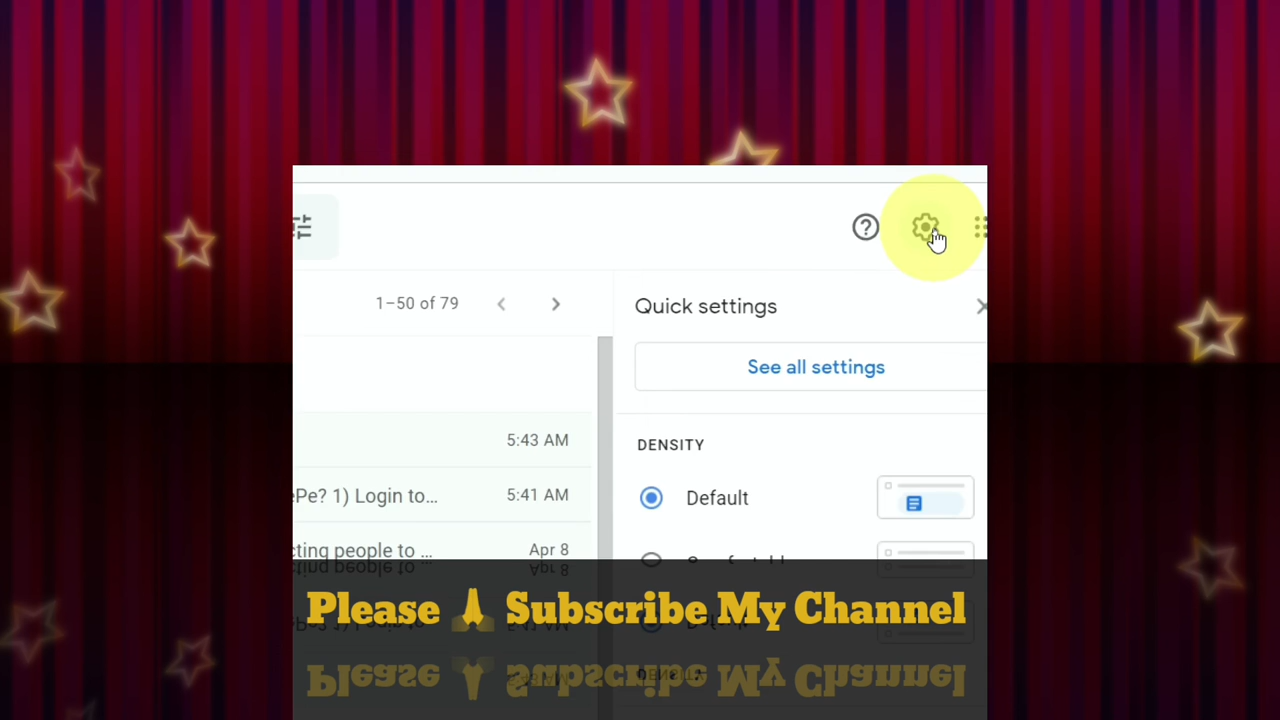 1–50 of 79
Quick settings
See all settings
5:43 AM
DENSITY
ePe? 1) Login to...
5:41 AM
Default
cting people to ...
Apr 8
Please 🙏 Subscribe My Channel